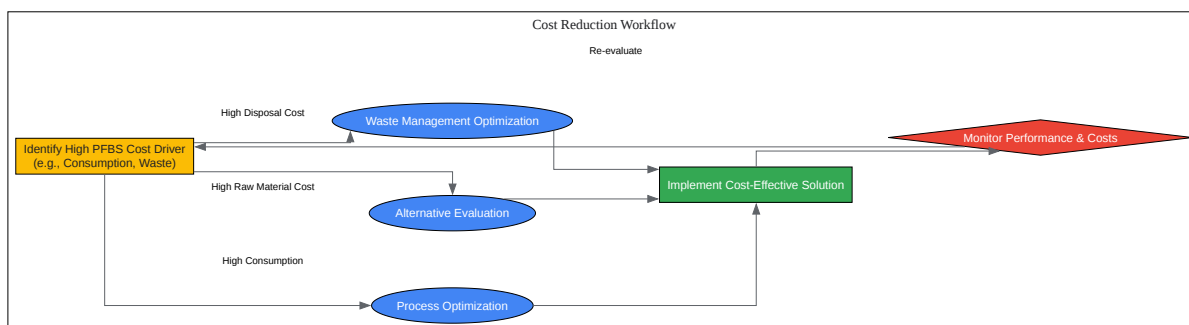 Cost Reduction Workflow
Re-evaluate
High Disposal Cost
Waste Management Optimization
Monitor Performance & Costs
Identify High PFBS Cost Driver
(e.g., Consumption, Waste)
High Raw Material Cost
Implement Cost-Effective Solution
Alternative Evaluation
High Consumption
Process Optimization